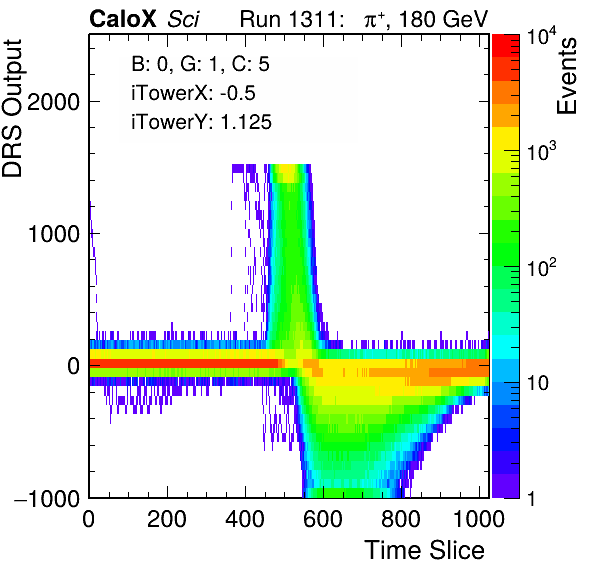 CaloX Sci Run 1311: π⁺, 180 GeV
B: 0, G: 1, C: 5
iTowerX: -0.5
iTowerY: 1.125
DRS Output
2000
1000
0
−1000
0 200 400 600 800 1000
Time Slice
Events
10⁴
10³
10²
10
1